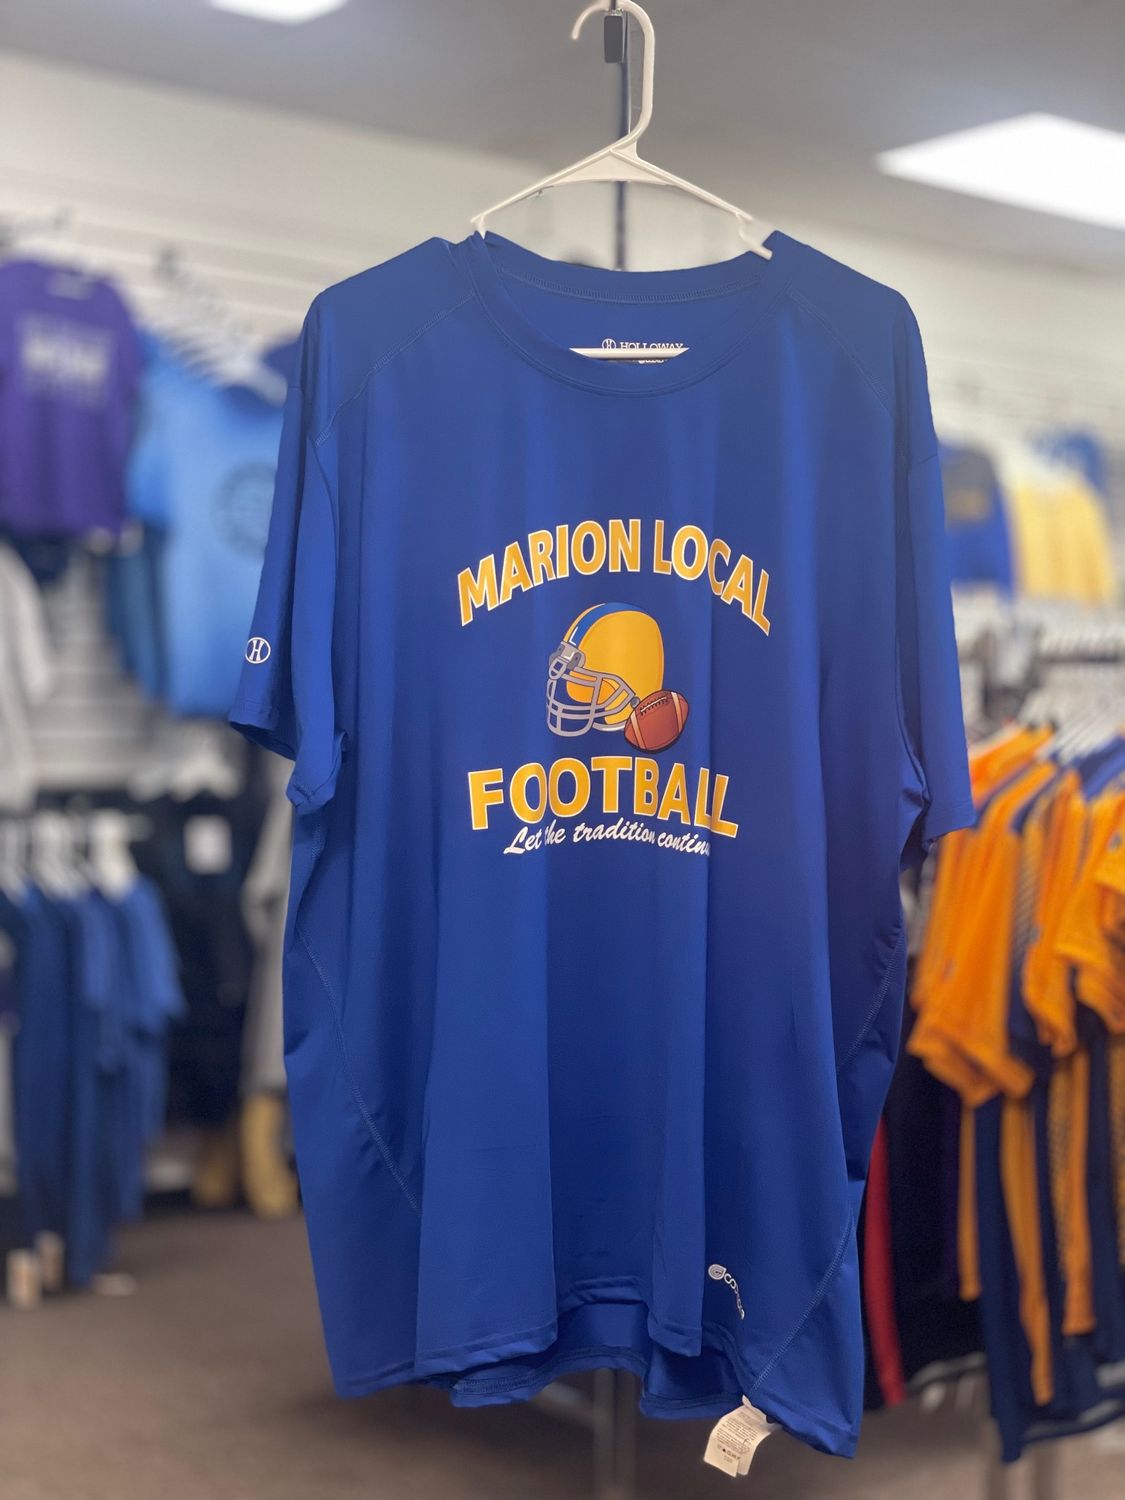 HOLLOWAY
H
MARION LOCAL
FOOTBALL
Let the tradition